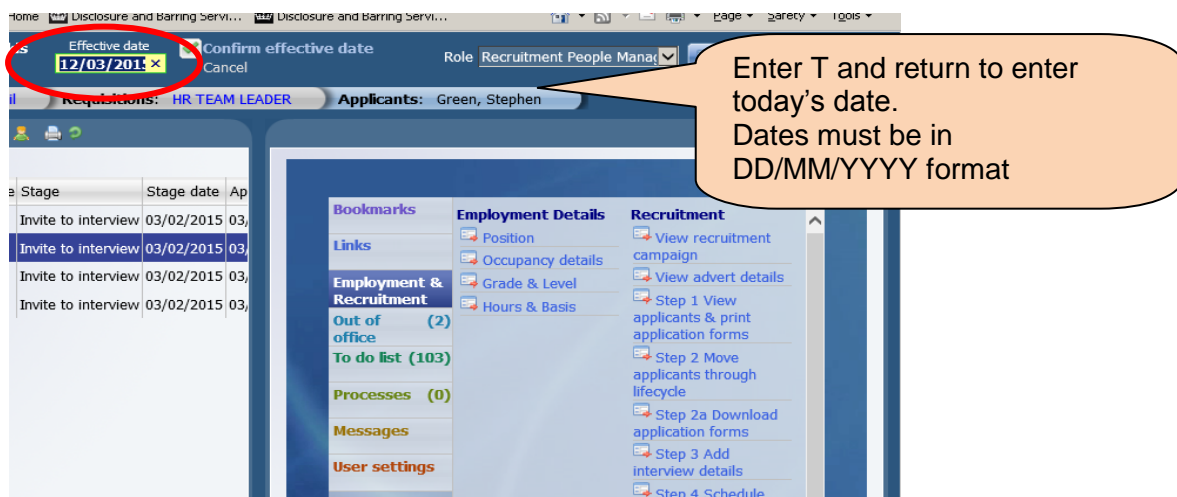 Home Disclosure and Barring Servi... Disclosure and Barring Servi... Page Safety Tools
Effective date
12/03/201
Confirm effective date
Cancel
Role Recruitment People Manag
Requisitions: HR TEAM LEADER Applicants: Green, Stephen
Enter T and return to enter
today's date.
Dates must be in
DD/MM/YYYY format
Stage Stage date Ap
Invite to interview 03/02/2015 03/
Invite to interview 03/02/2015 03/
Invite to interview 03/02/2015 03/
Invite to interview 03/02/2015 03/
Bookmarks
Links
Employment &
Recruitment
Out of (2)
office
To do list (103)
Processes (0)
Messages
User settings
Employment Details
Position
Occupancy details
Grade & Level
Hours & Basis
Recruitment
View recruitment
campaign
View advert details
Step 1 View
applicants & print
application forms
Step 2 Move
applicants through
lifecycle
Step 2a Download
application forms
Step 3 Add
interview details
Step 4 Schedule